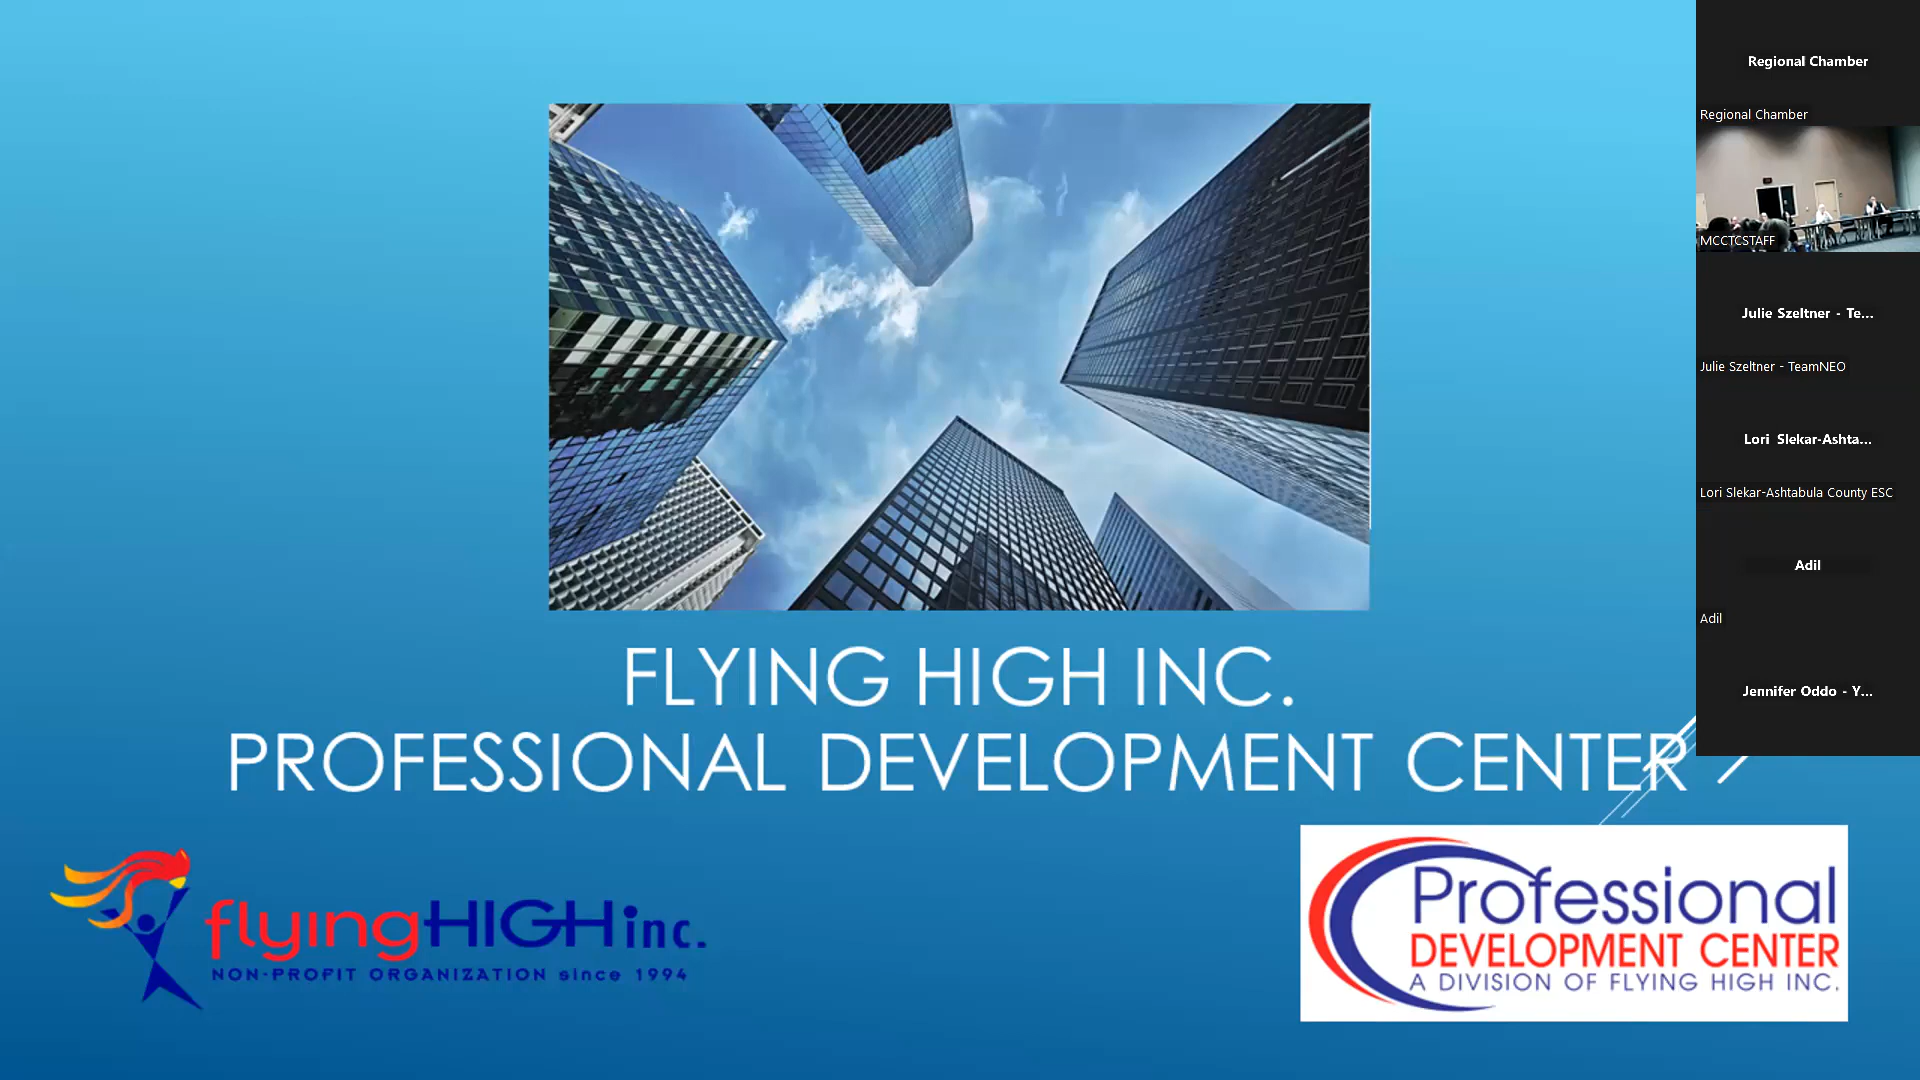 FLYING HIGH INC.
PROFESSIONAL DEVELOPMENT CENTER
flyingHIGH inc.
NON-PROFIT ORGANIZATION since 1994
Professional
DEVELOPMENT CENTER
A DIVISION OF FLYING HIGH INC.
Regional Chamber
Regional Chamber
MCCTCSTAFF
Julie Szeltner - Te...
Julie Szeltner - TeamNEO
Lori Slekar-Ashta...
Lori Slekar-Ashtabula County ESC
Adil
Adil
Jennifer Oddo - Y...